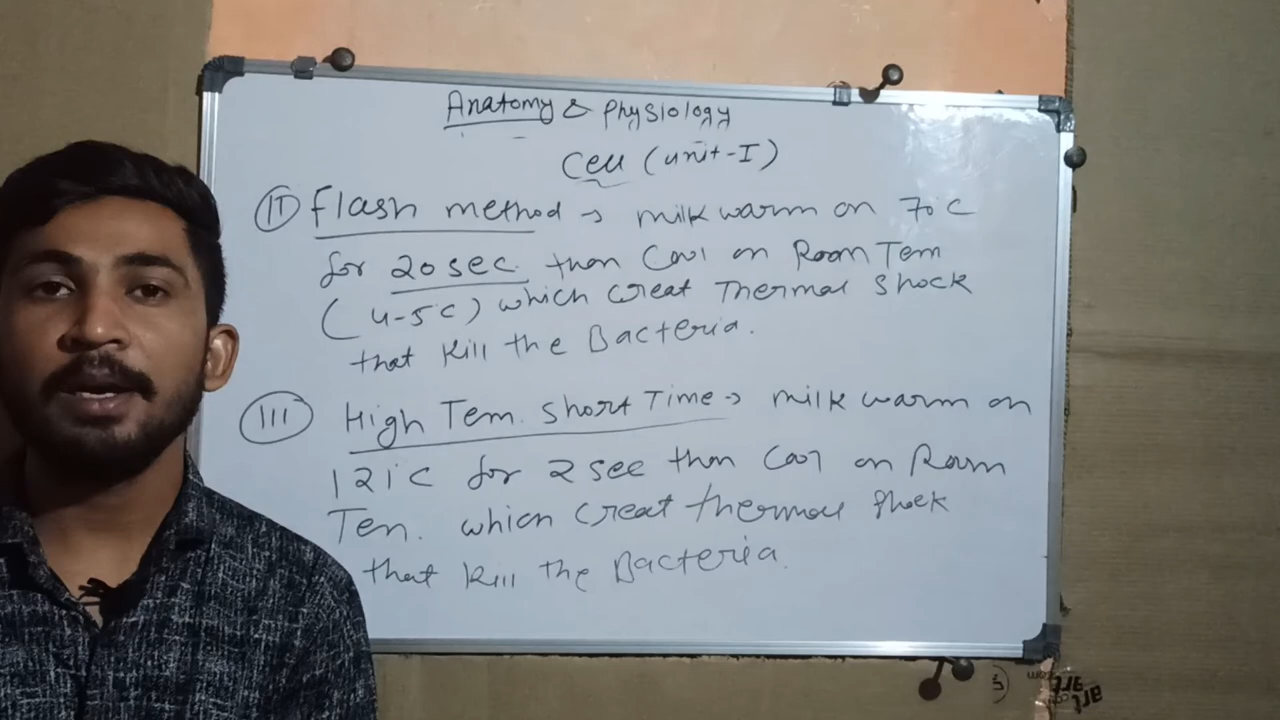 Anatomy & Physiology
Cell (unit-I)
II Flash method → milk warm on 70°C
for 20 sec. then Cool on Room Tem
(4-5C) which creat Thermal Shock
that Kill the Bacteria.
III High Tem. Short Time → milk warm on
121°C for 2 sec then Cool on Room
Tem. which creat thermal shock
that kill the Bacteria.
art
art